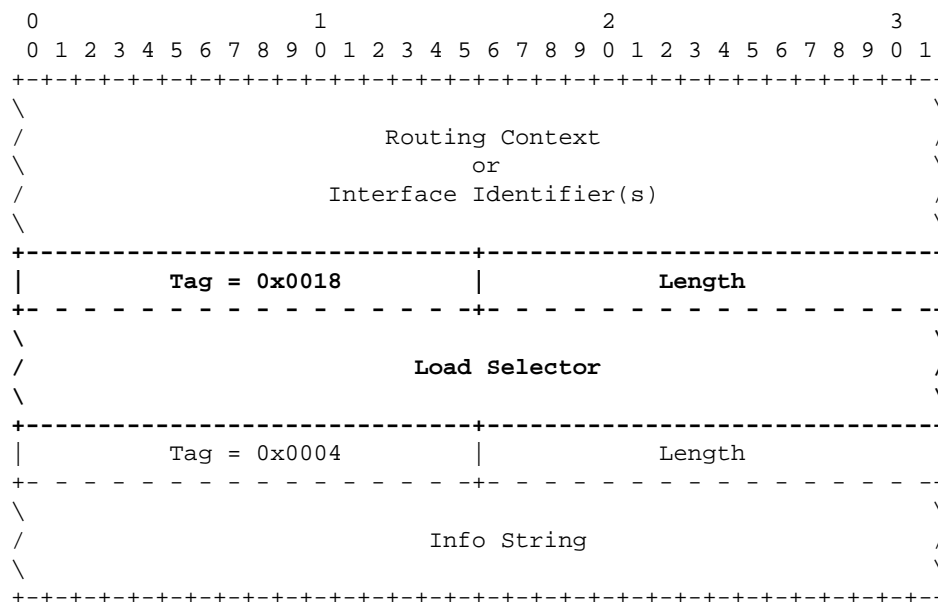 0                   1                   2                   3
 0 1 2 3 4 5 6 7 8 9 0 1 2 3 4 5 6 7 8 9 0 1 2 3 4 5 6 7 8 9 0 1
+-+-+-+-+-+-+-+-+-+-+-+-+-+-+-+-+-+-+-+-+-+-+-+-+-+-+-+-+-+-+-+--
\                                                               \
/                         Routing Context                       /
\                               or                              \
/                     Interface Identifier(s)                   /
\                                                               \
+-------------------------------+--------------------------------
|          Tag = 0x0018         |            Length
+- - - - - - - - - - - - - - - -+- - - - - - - - - - - - - - - --
\                                                               \
/                           Load Selector                       /
\                                                               \
+-------------------------------+--------------------------------
|          Tag = 0x0004         |            Length
+- - - - - - - - - - - - - - - -+- - - - - - - - - - - - - - - --
\                                                               \
/                            Info String                        /
\                                                               \
+-+-+-+-+-+-+-+-+-+-+-+-+-+-+-+-+-+-+-+-+-+-+-+-+-+-+-+-+-+-+-+--